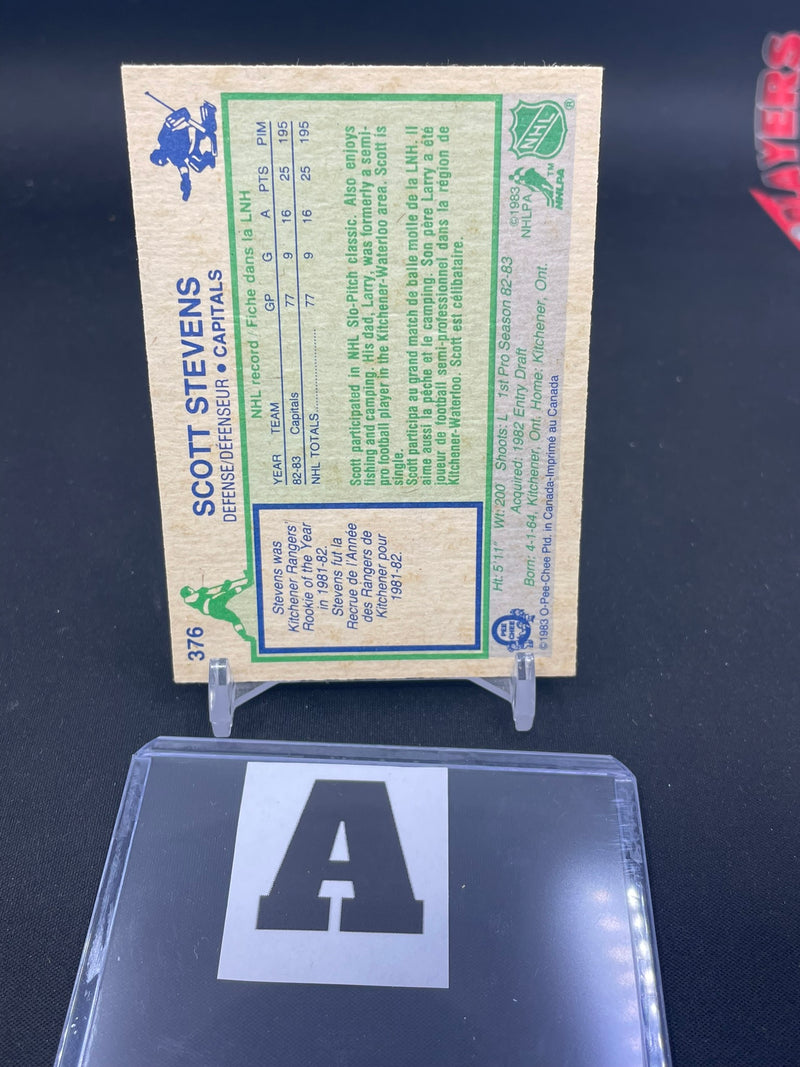 376
SCOTT STEVENS
DEFENSE/DÉFENSEUR • CAPITALS
Stevens was
Kitchener Rangers'
Rookie of the Year
in 1981-82.
Stevens fut la
Recrue de l'Année
des Rangers de
Kitchener pour
1981-82.
NHL record / Fiche dans la LNH
YEAR TEAM GP G A PTS PIM
82-83 Capitals 77 9 16 25 195
NHL TOTALS.................... 77 9 16 25 195
Scott participated in NHL Slo-Pitch classic. Also enjoys
fishing and camping. His dad, Larry, was formerly a semi-
pro football player in the Kitchener-Waterloo area. Scott is
single.
Scott participa au grand match de balle molle de la LNH. Il
aime aussi la pêche et le camping. Son père Larry a été
joueur de football semi-professionnel dans la région de
Kitchener-Waterloo. Scott est célibataire.
Ht: 5'11" Wt: 200 Shoots: L 1st Pro Season 82-83
Acquired: 1982 Entry Draft
Born: 4-1-64, Kitchener, Ont. Home: Kitchener, Ont.
©1983 O-Pee-Chee Ptd. in Canada-Imprimé au Canada
O PEE CHEE
©1983
NHLPA
NHL ®
NHLPA TM
A
LAYERS